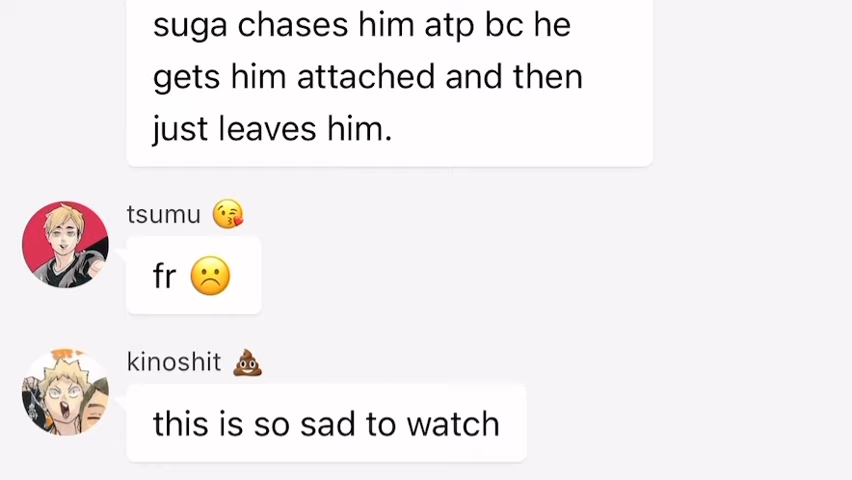 suga chases him atp bc he
gets him attached and then
just leaves him.
tsumu 😘
fr ☹️
kinoshit 💩
this is so sad to watch